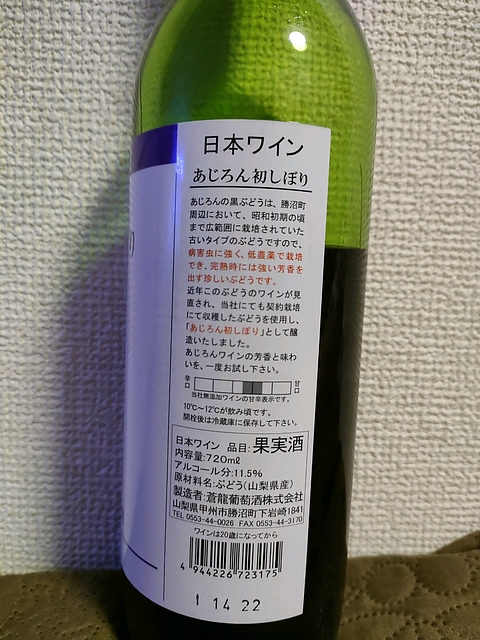 日本ワイン
あじろん初しぼり
あじろんの黒ぶどうは、勝沼町
周辺において、昭和初期の頃
まで広範囲に栽培されていた
古いタイプのぶどうですので、
病害虫に強く、低農薬で栽培
でき、完熟時には強い芳香を
出す珍しいぶどうです。
近年このぶどうのワインが見
直され、当社にても契約栽培
にて収穫したぶどうを使用し、
「あじろん初しぼり」として醸
造いたしました。
あじろんワインの芳香と味わ
いを、一度お試し下さい。
辛口 甘口
当社無添加ワインの甘辛表示です。
10℃〜12℃が飲み頃です。
開栓後は冷蔵庫に保存して下さい。
日本ワイン 品目:果実酒
内容量:720mℓ
アルコール分:11.5%
原材料名:ぶどう(山梨県産)
製造者:蒼龍葡萄酒株式会社
山梨県甲州市勝沼町下岩崎1841
TEL 0553-44-0026 FAX 0553-44-3170
ワインは20歳になってから
4 944226 723175
1 14 22